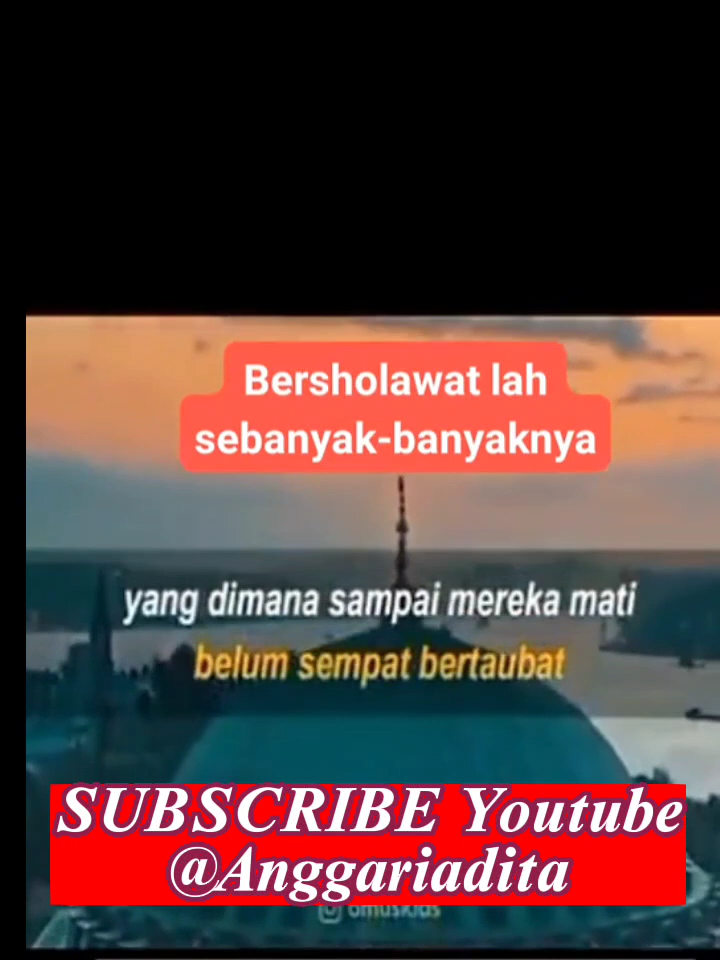 Bersholawat lah
sebanyak-banyaknya
yang dimana sampai mereka mati
belum sempat bertaubat
SUBSCRIBE Youtube
@Anggariadita